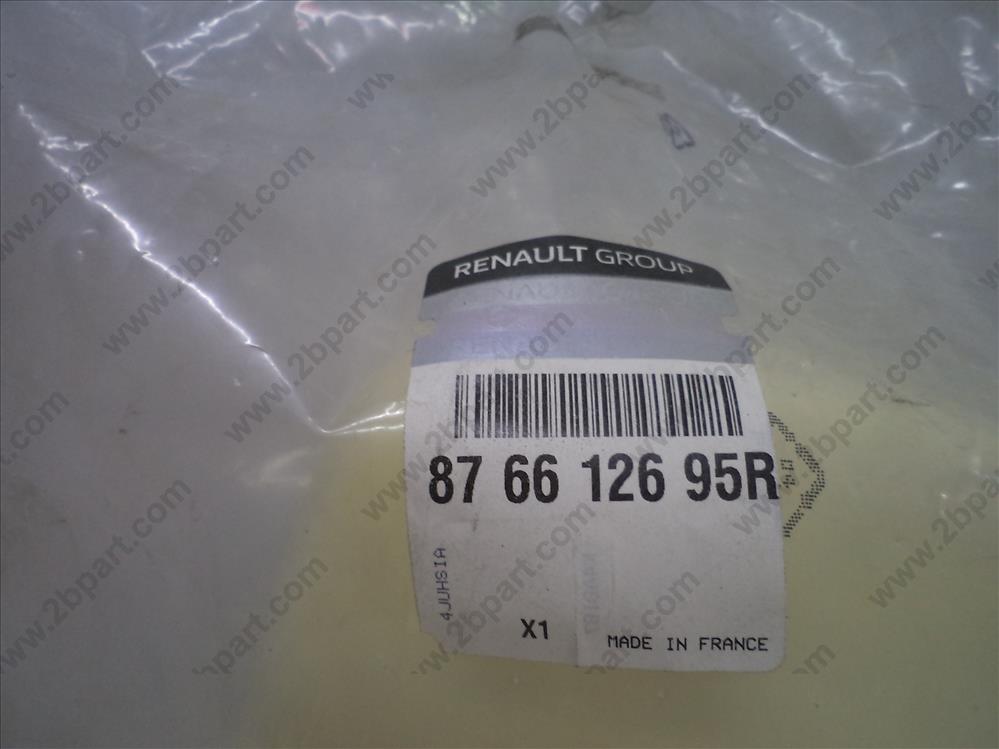 RENAULT GROUP
87 66 126 95R
4JUHSIA
X1
MADE IN FRANCE
www.2bpart.com